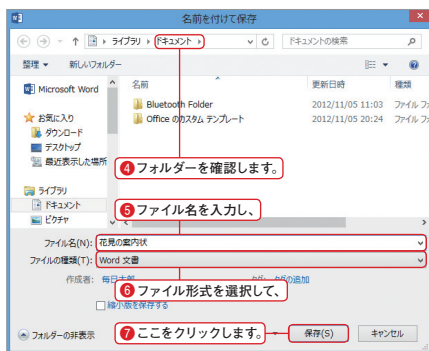 名前を付けて保存
ライブラリ ▸ ドキュメント ▸ ドキュメントの検索
整理 新しいフォルダー
Microsoft Word
お気に入り
ダウンロード
デスクトップ
最近表示した場所
ライブラリ
ドキュメント
ピクチャ
名前 更新日時 種類
Bluetooth Folder 2012/11/05 11:03 ファイル フ
Office のカスタム テンプレート 2012/11/05 20:24 ファイル フ
❹フォルダーを確認します。
❺ファイル名を入力し、
ファイル名(N): 花見の案内状
ファイルの種類(T): Word 文書
作成者: 毎日太郎 タグの追加
❻ファイル形式を選択して、
縮小版を保存する
❼ここをクリックします。
フォルダーの非表示 保存(S) キャンセル